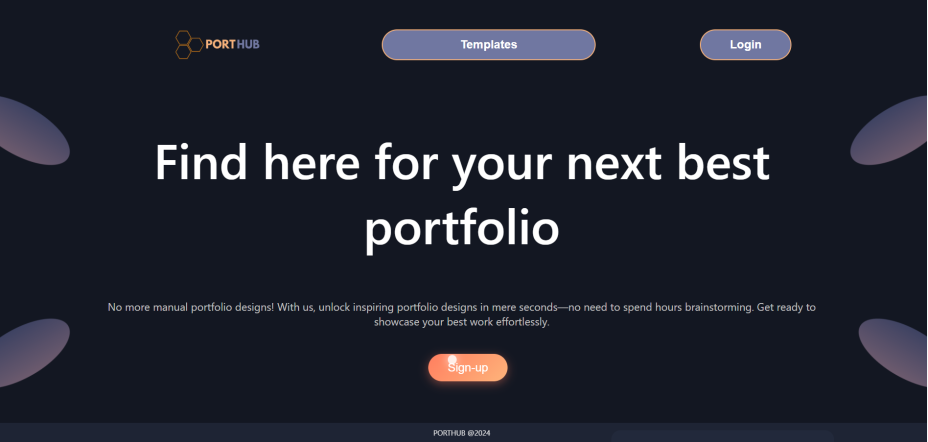 PORTHUB
Templates
Login
Find here for your next best
portfolio
No more manual portfolio designs! With us, unlock inspiring portfolio designs in mere seconds—no need to spend hours brainstorming. Get ready to
showcase your best work effortlessly.
Sign-up
PORTHUB @2024